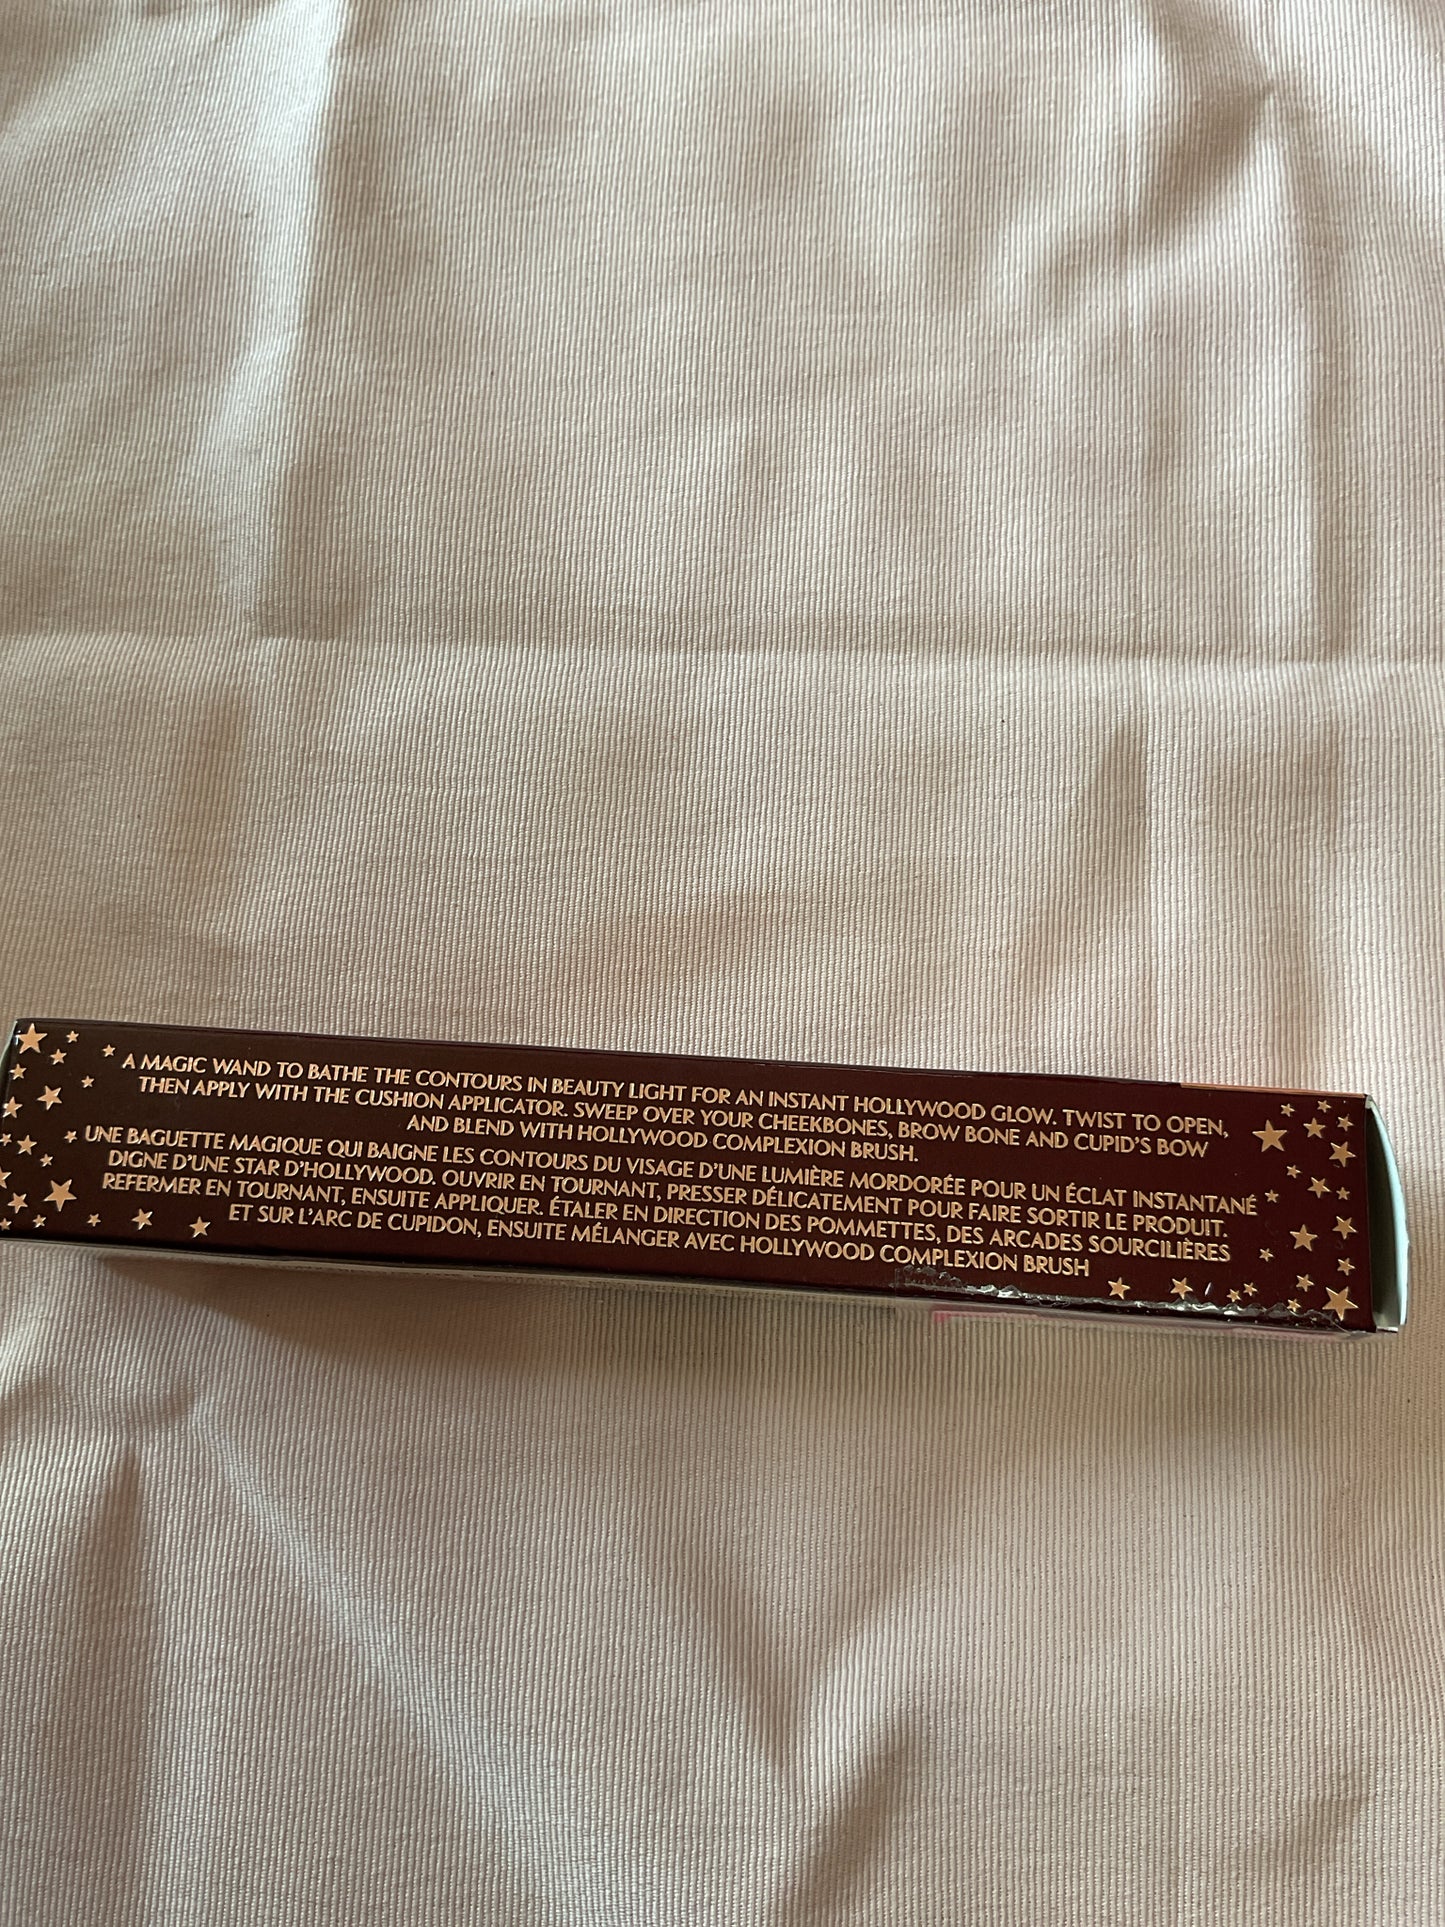 A MAGIC WAND TO BATHE THE CONTOURS IN BEAUTY LIGHT FOR AN INSTANT HOLLYWOOD GLOW. TWIST TO OPEN,
THEN APPLY WITH THE CUSHION APPLICATOR. SWEEP OVER YOUR CHEEKBONES, BROW BONE AND CUPID'S BOW
AND BLEND WITH HOLLYWOOD COMPLEXION BRUSH.
UNE BAGUETTE MAGIQUE QUI BAIGNE LES CONTOURS DU VISAGE D'UNE LUMIÈRE MORDORÉE POUR UN ÉCLAT INSTANTANÉ
DIGNE D'UNE STAR D'HOLLYWOOD. OUVRIR EN TOURNANT, PRESSER DÉLICATEMENT POUR FAIRE SORTIR LE PRODUIT.
REFERMER EN TOURNANT, ENSUITE APPLIQUER. ÉTALER EN DIRECTION DES POMMETTES, DES ARCADES SOURCILIÈRES
ET SUR L'ARC DE CUPIDON, ENSUITE MÉLANGER AVEC HOLLYWOOD COMPLEXION BRUSH